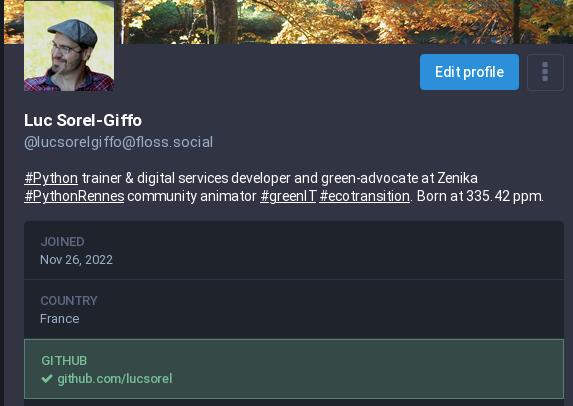 Edit profile
Luc Sorel-Giffo
@lucsorelgiffo@floss.social
#Python trainer & digital services developer and green-advocate at Zenika
#PythonRennes community animator #greenIT #ecotransition. Born at 335.42 ppm.
JOINED
Nov 26, 2022
COUNTRY
France
GITHUB
✔ github.com/lucsorel